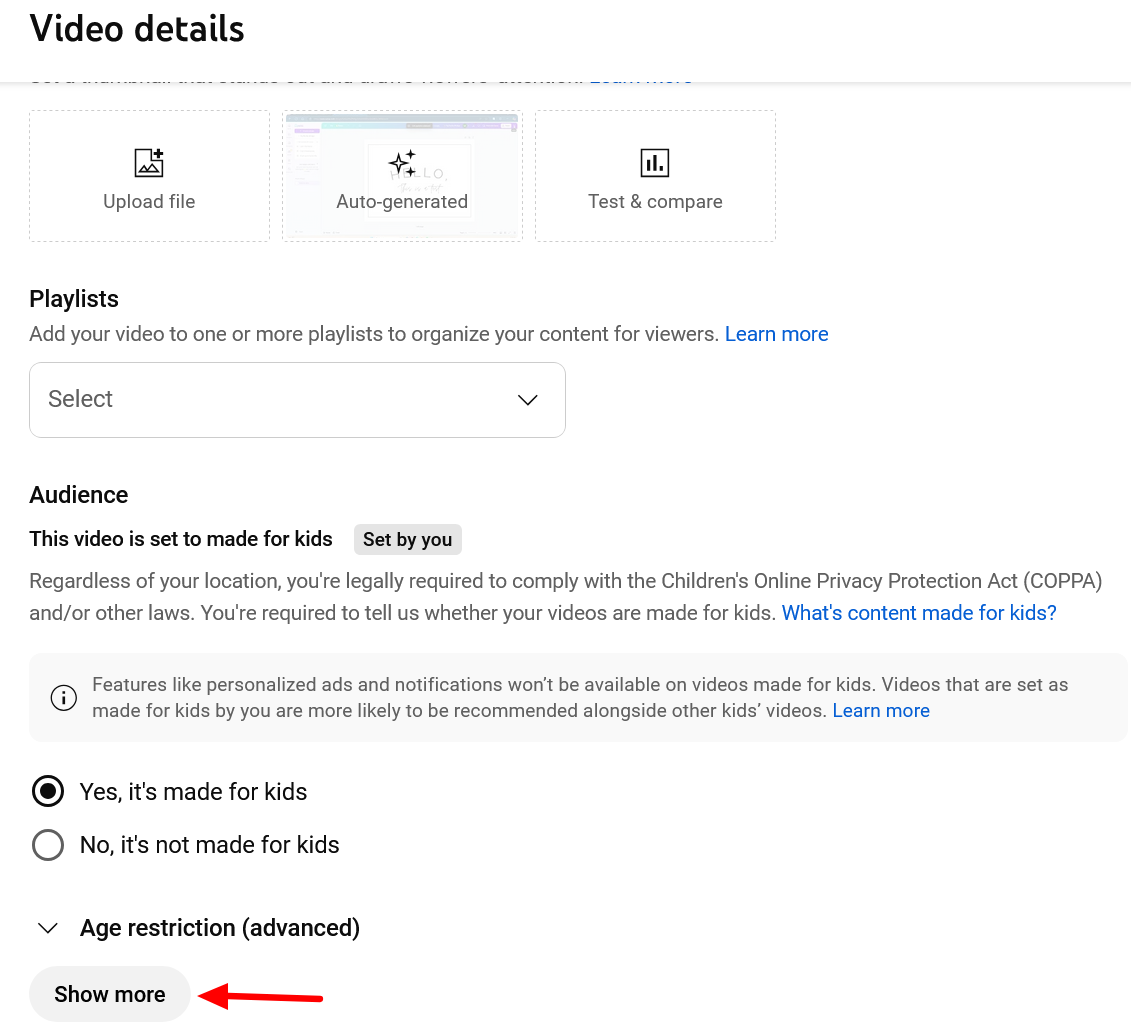 Video details
Learn more
Upload file
Auto-generated
Test & compare
HELLO,
Playlists
Add your video to one or more playlists to organize your content for viewers. Learn more
Select
Audience
This video is set to made for kids Set by you
Regardless of your location, you're legally required to comply with the Children's Online Privacy Protection Act (COPPA)
and/or other laws. You're required to tell us whether your videos are made for kids. What's content made for kids?
Features like personalized ads and notifications won’t be available on videos made for kids. Videos that are set as
made for kids by you are more likely to be recommended alongside other kids’ videos. Learn more
Yes, it's made for kids
No, it's not made for kids
Age restriction (advanced)
Show more